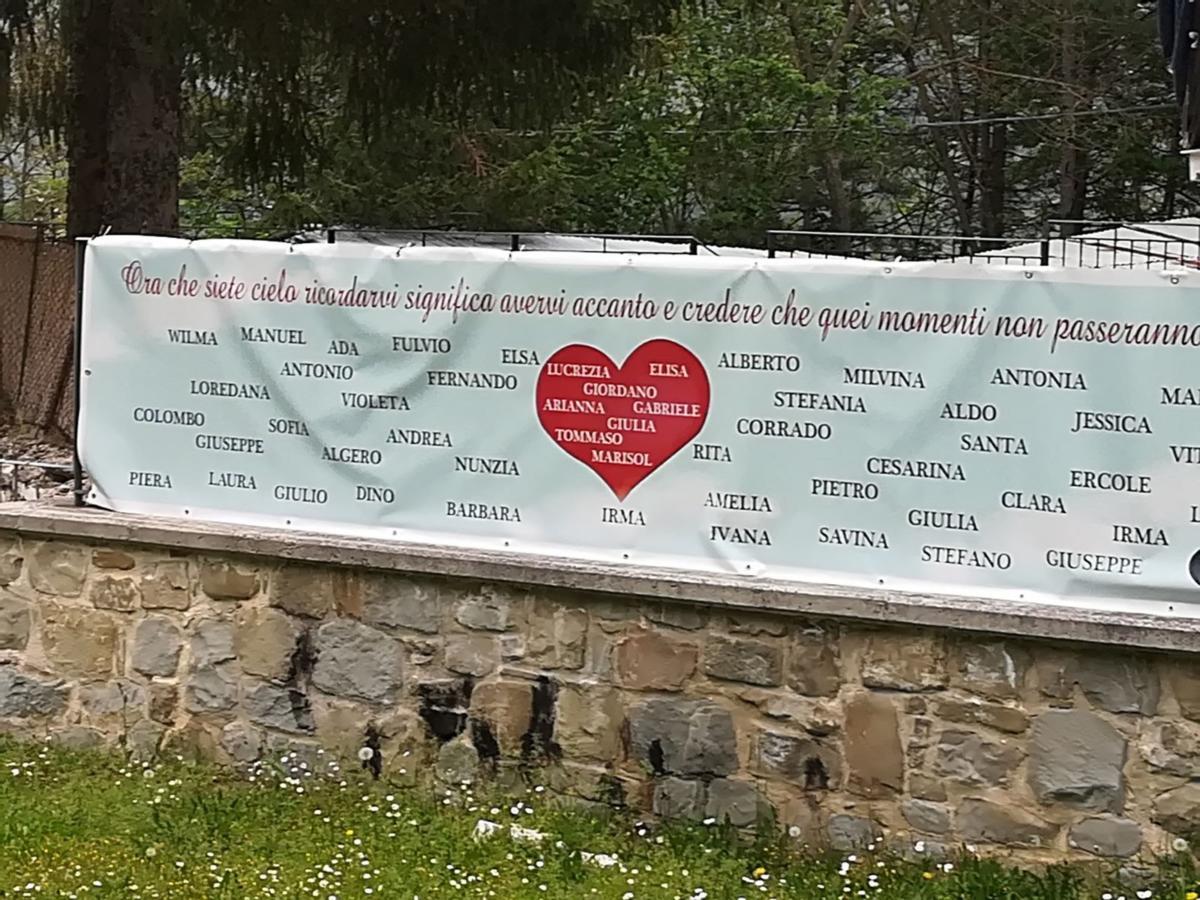 Ora che siete cielo ricordarvi significa avervi accanto e credere che quei momenti non passeranno
WILMA MANUEL ADA FULVIO ELSA
ANTONIO FERNANDO
LOREDANA VIOLETA
COLOMBO SOFIA ANDREA
GIUSEPPE ALGERO NUNZIA
PIERA LAURA GIULIO DINO BARBARA
LUCREZIA ELISA
GIORDANO
ARIANNA GABRIELE
GIULIA
TOMMASO
MARISOL
IRMA
ALBERTO MILVINA ANTONIA
STEFANIA ALDO JESSICA
CORRADO SANTA
RITA CESARINA ERCOLE
AMELIA PIETRO CLARA
IVANA SAVINA GIULIA IRMA
STEFANO GIUSEPPE